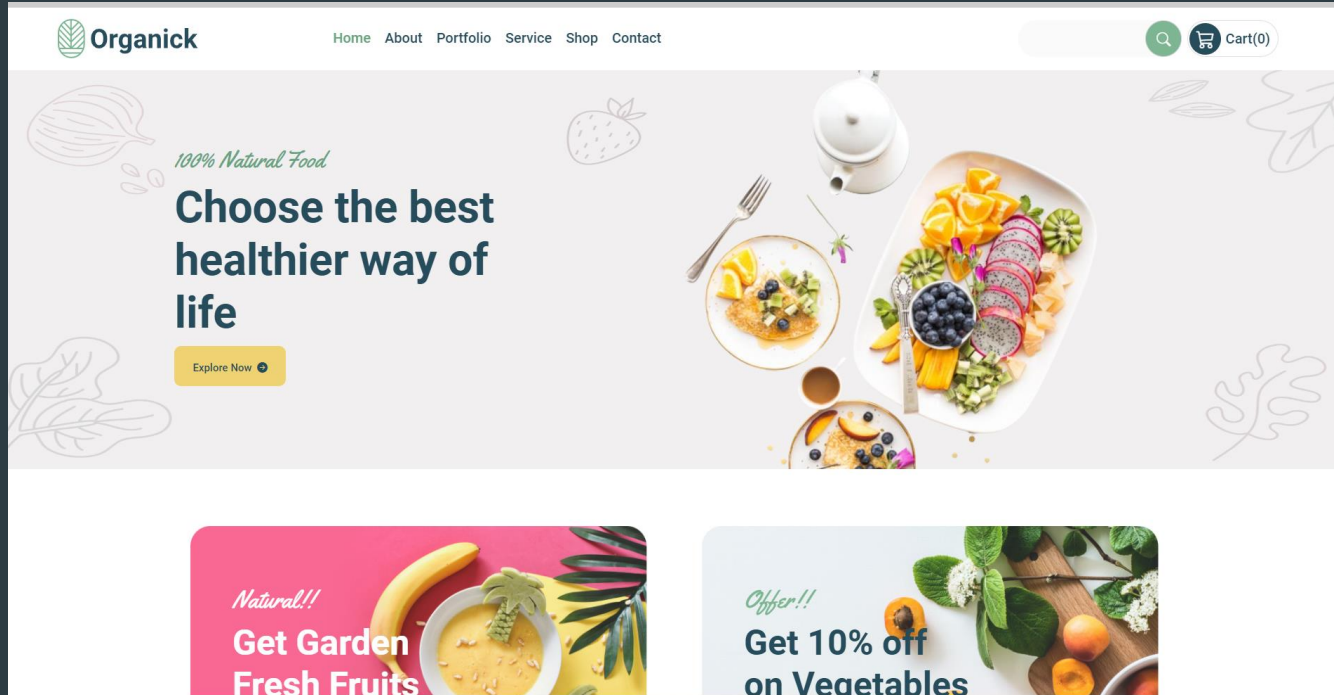 Organick
Home About Portfolio Service Shop Contact
Cart(0)
100% Natural Food
Choose the best
healthier way of
life
Explore Now
Natural!!
Get Garden
Fresh Fruits
Offer!!
Get 10% off
on Vegetables